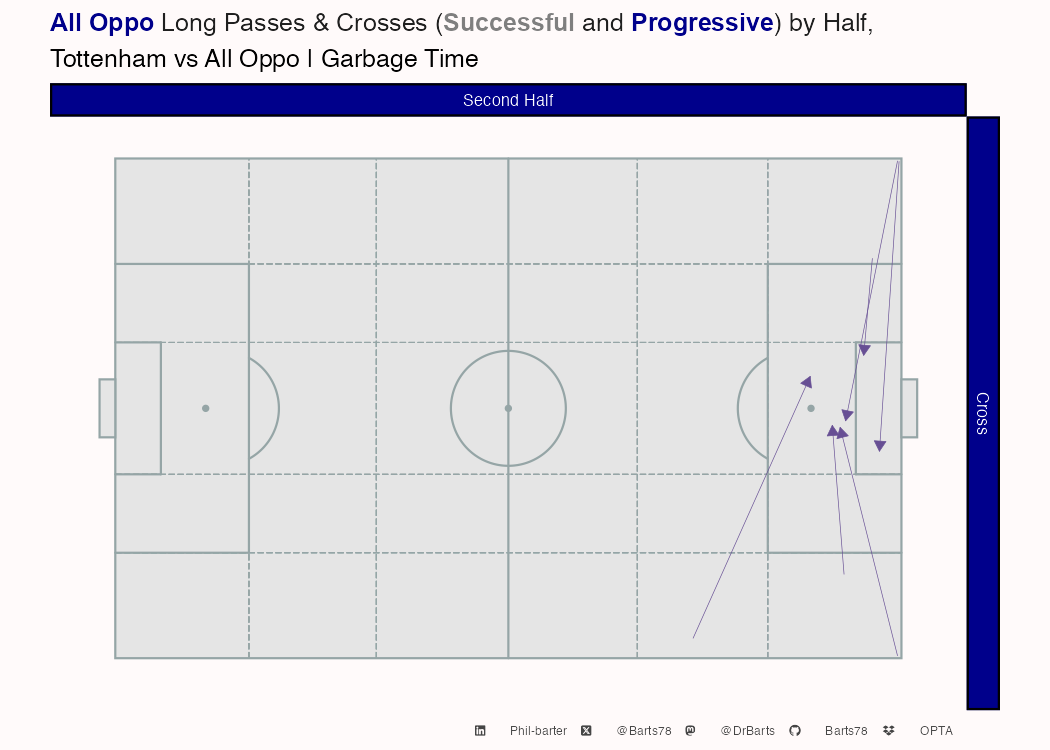 All Oppo Long Passes & Crosses (Successful and Progressive) by Half,
Tottenham vs All Oppo I Garbage Time
Second Half
Cross
Phil-barter @Barts78 @DrBarts Barts78 OPTA